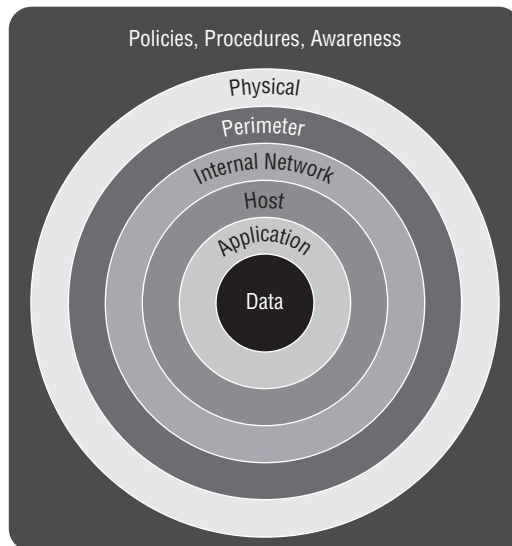 Policies, Procedures, Awareness
Physical
Perimeter
Internal Network
Host
Application
Data